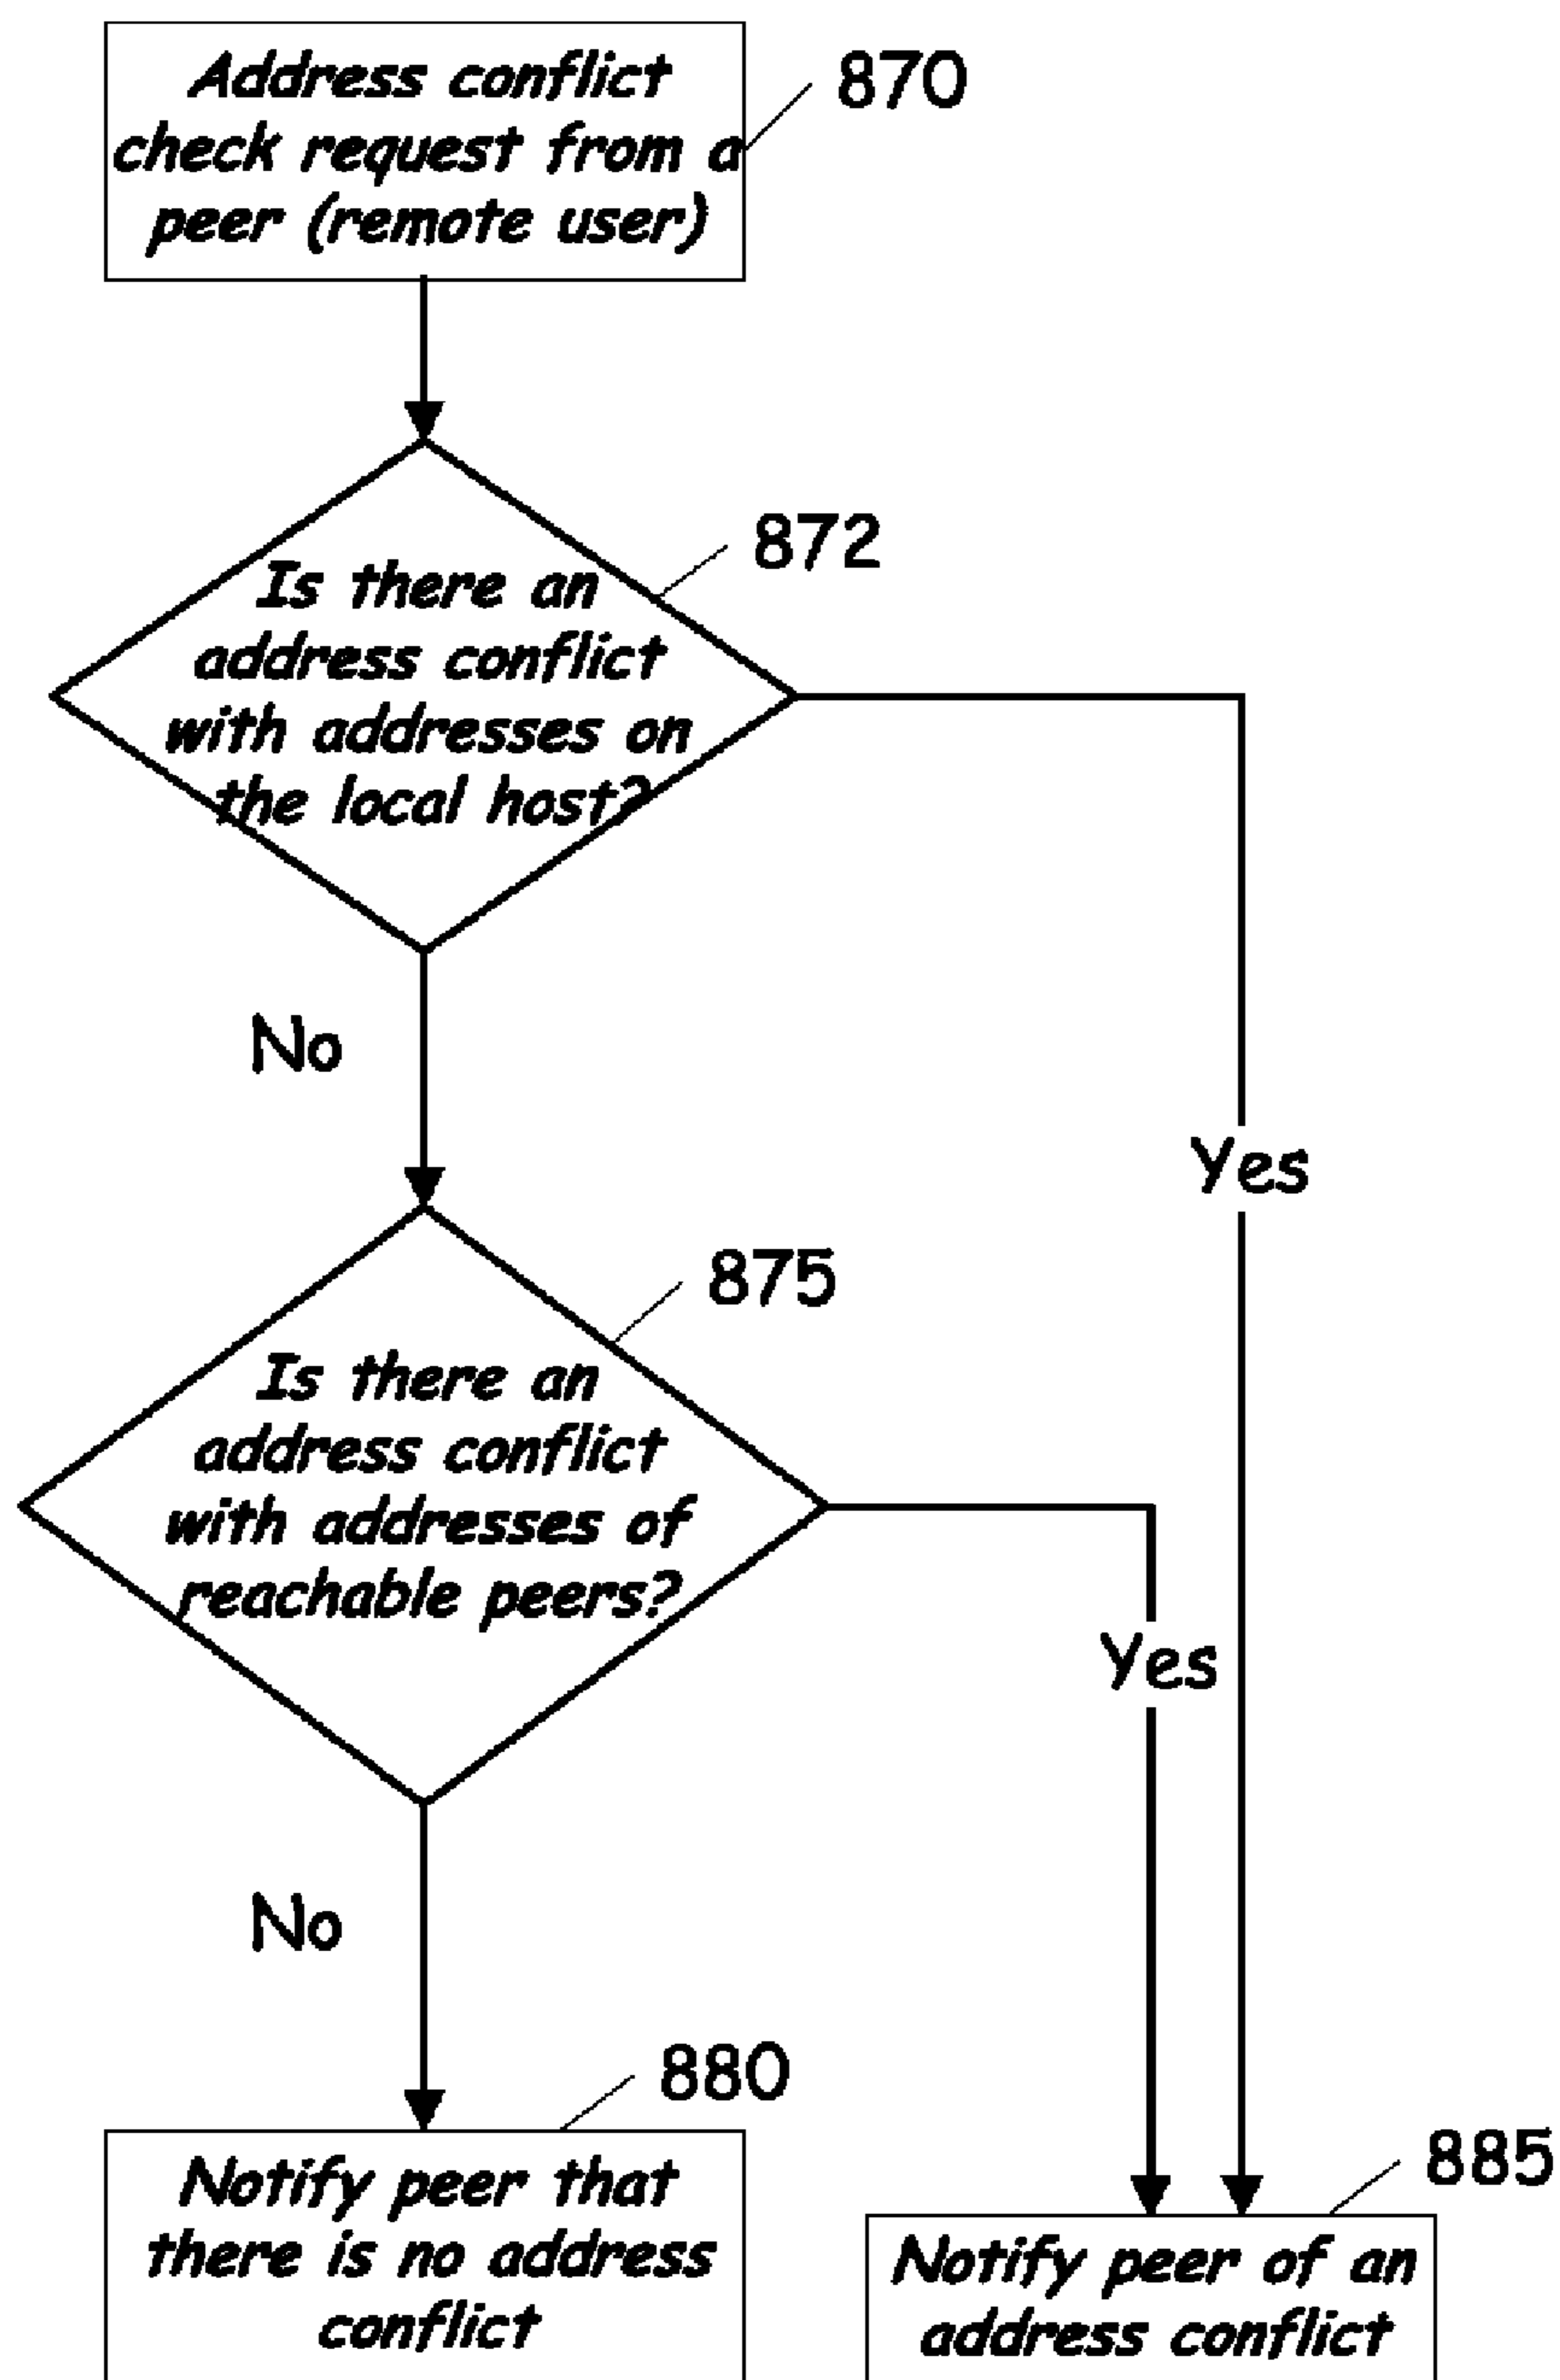 Address conflict
check request from a
peer (remote user)
870
872
Is there an
address conflict
with addresses on
the local host?
No
Yes
875
Is there an
address conflict
with addresses of
reachable peers?
Yes
No
880
Notify peer that
there is no address
conflict
885
Notify peer of an
address conflict